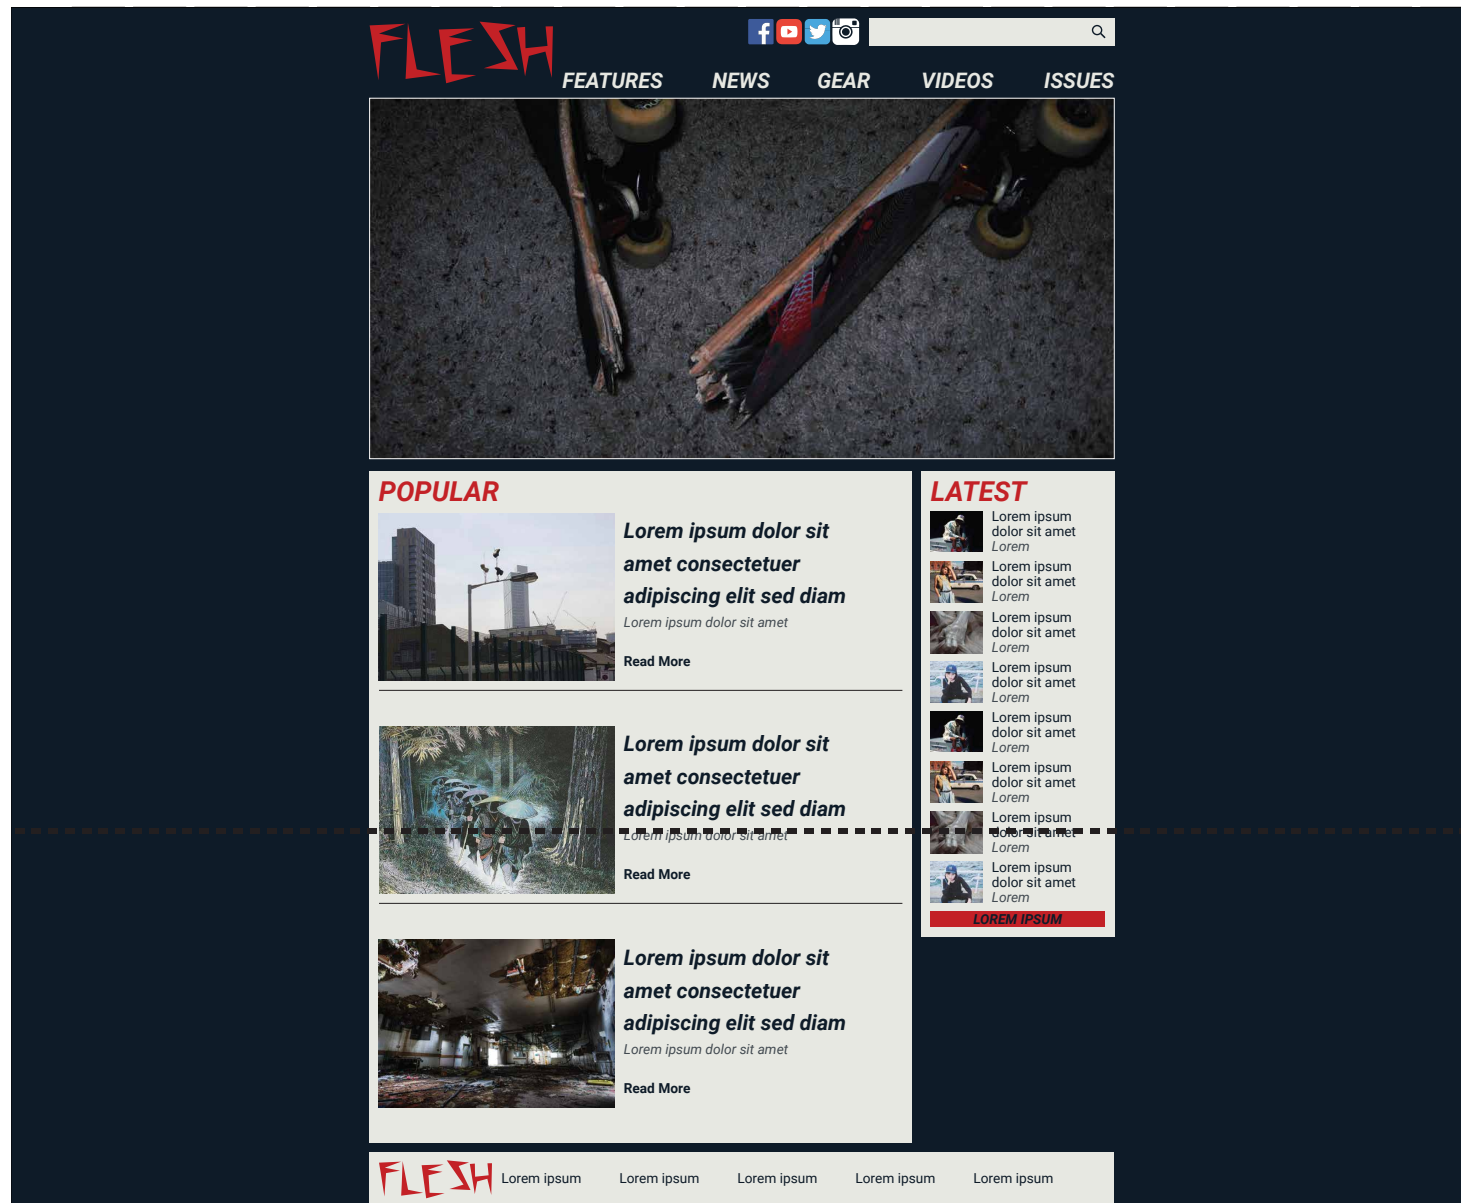 FLESH
FEATURES NEWS GEAR VIDEOS ISSUES
POPULAR
Lorem ipsum dolor sit
amet consectetuer
adipiscing elit sed diam
Lorem ipsum dolor sit amet
Read More
Lorem ipsum dolor sit
amet consectetuer
adipiscing elit sed diam
Lorem ipsum dolor sit amet
Read More
Lorem ipsum dolor sit
amet consectetuer
adipiscing elit sed diam
Lorem ipsum dolor sit amet
Read More
LATEST
Lorem ipsum
dolor sit amet
Lorem
Lorem ipsum
dolor sit amet
Lorem
Lorem ipsum
dolor sit amet
Lorem
Lorem ipsum
dolor sit amet
Lorem
Lorem ipsum
dolor sit amet
Lorem
Lorem ipsum
dolor sit amet
Lorem
Lorem ipsum
dolor sit amet
Lorem
Lorem ipsum
dolor sit amet
Lorem
LOREM IPSUM
FLESH Lorem ipsum Lorem ipsum Lorem ipsum Lorem ipsum Lorem ipsum